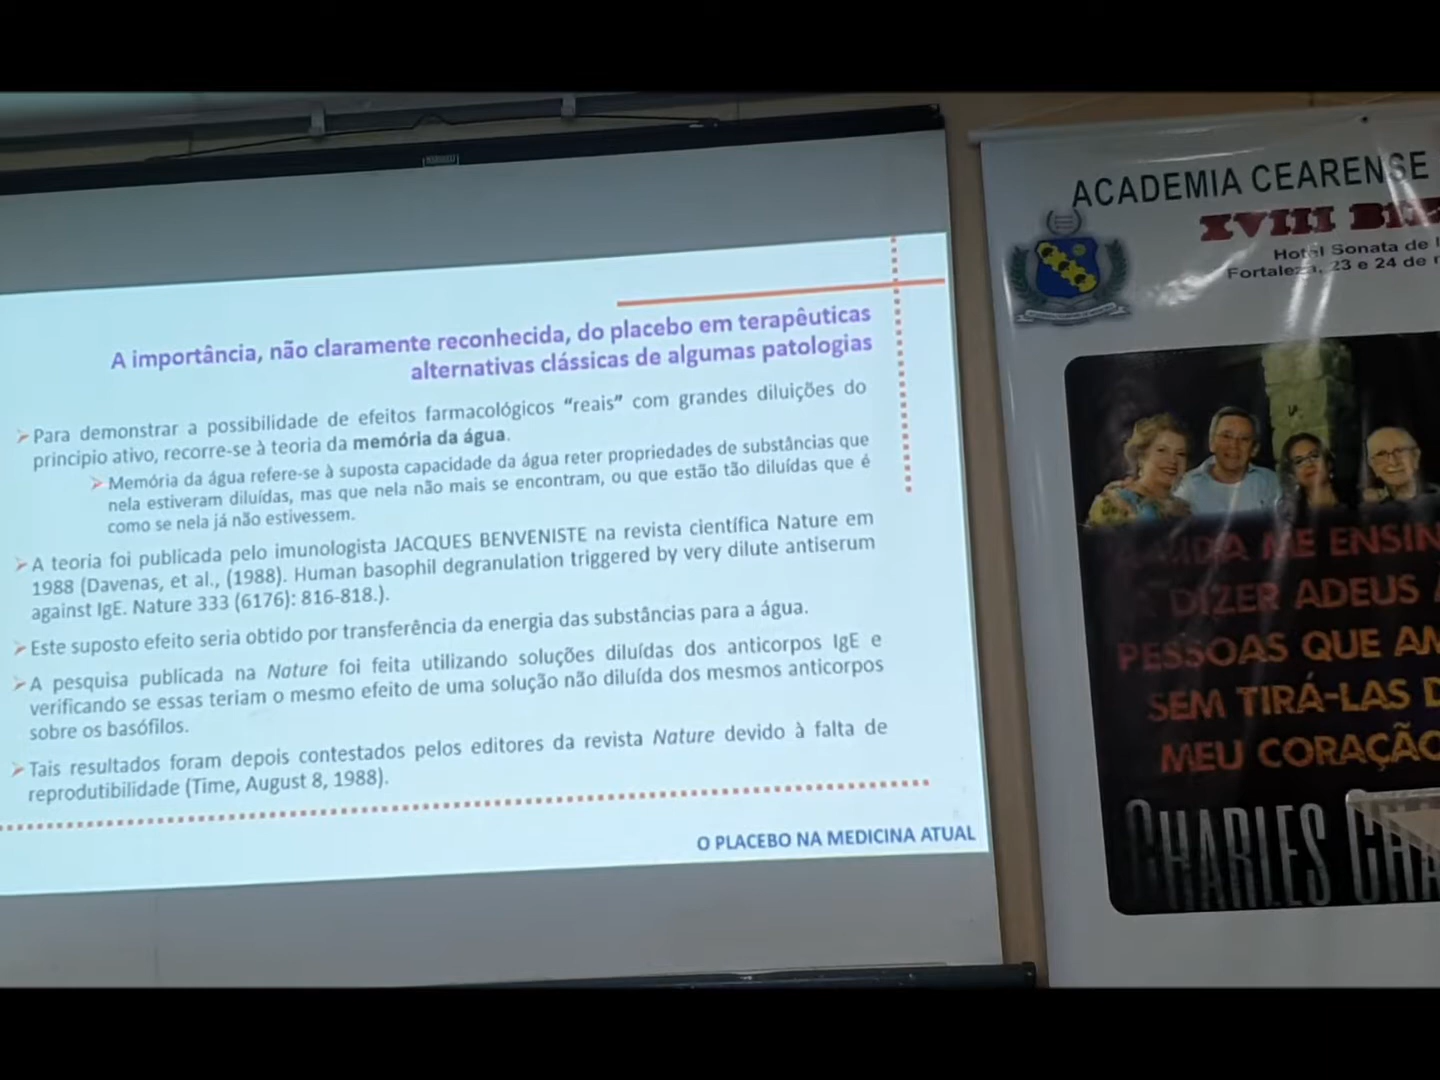 A importância, não claramente reconhecida, do placebo em terapêuticas
alternativas clássicas de algumas patologias
Para demonstrar a possibilidade de efeitos farmacológicos “reais” com grandes diluições do
princípio ativo, recorre-se à teoria da memória da água.
Memória da água refere-se à suposta capacidade da água reter propriedades de substâncias que
nela estiveram diluídas, mas que nela não mais se encontram, ou que estão tão diluídas que é
como se nela já não estivessem.
A teoria foi publicada pelo imunologista JACQUES BENVENISTE na revista científica Nature em
1988 (Davenas, et al., (1988). Human basophil degranulation triggered by very dilute antiserum
against IgE. Nature 333 (6176): 816-818.).
Este suposto efeito seria obtido por transferência da energia das substâncias para a água.
A pesquisa publicada na Nature foi feita utilizando soluções diluídas dos anticorpos IgE e
verificando se essas teriam o mesmo efeito de uma solução não diluída dos mesmos anticorpos
sobre os basófilos.
Tais resultados foram depois contestados pelos editores da revista Nature devido à falta de
reprodutibilidade (Time, August 8, 1988).
O PLACEBO NA MEDICINA ATUAL
ACADEMIA CEARENSE
XVIII
Hotel Sonata de
Fortaleza, 23 e 24 de
ME ENSIN
DIZER ADEUS
PESSOAS QUE AM
SEM TIRÁ-LAS D
MEU CORAÇÃO
CHARLES CHA